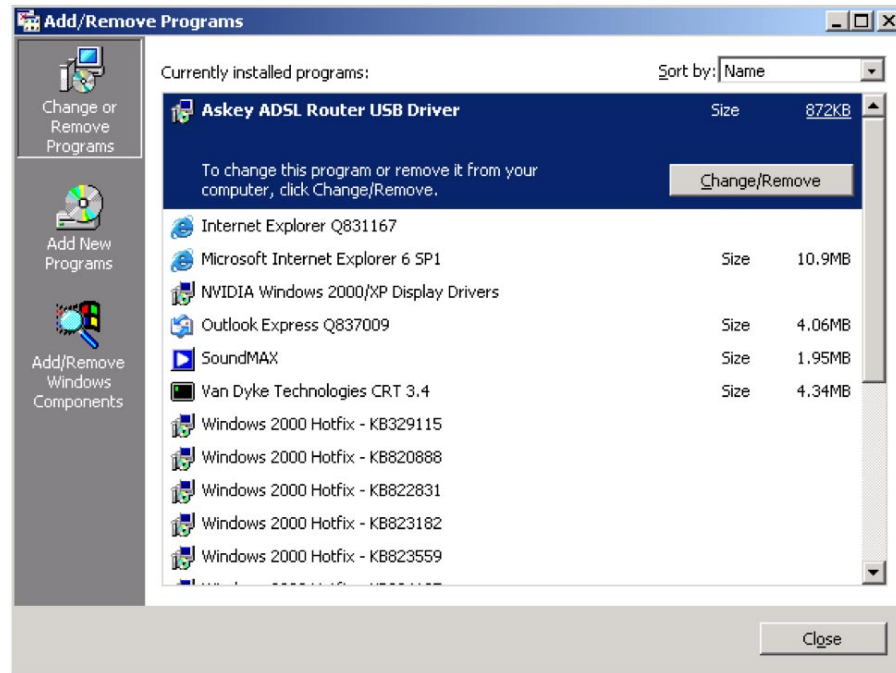 Add/Remove Programs
Change or
Remove
Programs
Add New
Programs
Add/Remove
Windows
Components
Currently installed programs:
Sort by: Name
Askey ADSL Router USB Driver Size 872KB
To change this program or remove it from your
computer, click Change/Remove.
Change/Remove
Internet Explorer Q831167
Microsoft Internet Explorer 6 SP1 Size 10.9MB
NVIDIA Windows 2000/XP Display Drivers
Outlook Express Q837009 Size 4.06MB
SoundMAX Size 1.95MB
Van Dyke Technologies CRT 3.4 Size 4.34MB
Windows 2000 Hotfix - KB329115
Windows 2000 Hotfix - KB820888
Windows 2000 Hotfix - KB822831
Windows 2000 Hotfix - KB823182
Windows 2000 Hotfix - KB823559
Close